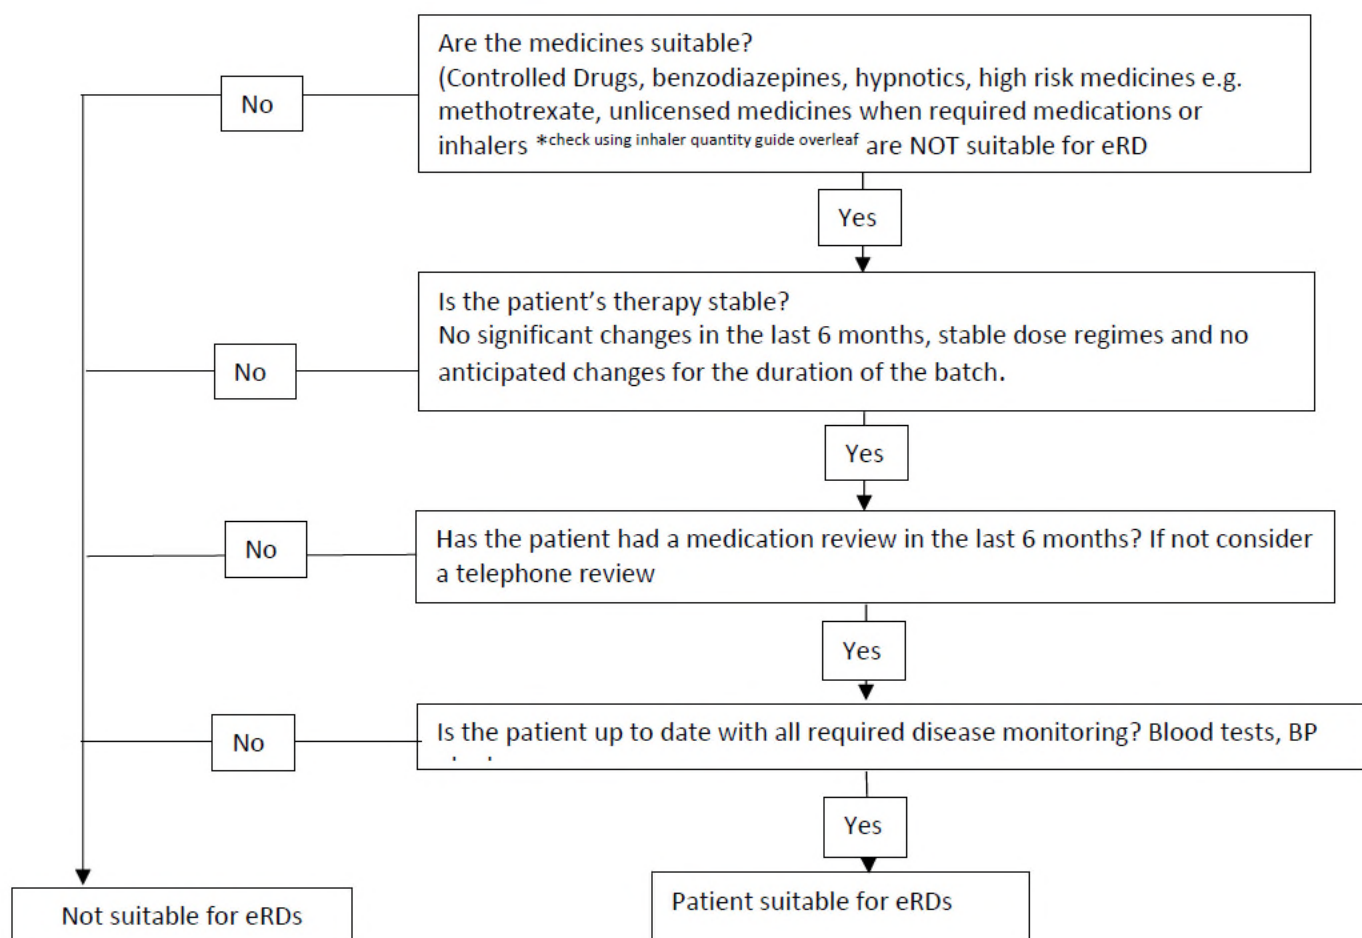 Are the medicines suitable?
(Controlled Drugs, benzodiazepines, hypnotics, high risk medicines e.g.
No
methotrexate, unlicensed medicines when required medications or
inhalers *check using inhaler quantity guide overleaf are NOT suitable for eRD
Yes
Is the patient's therapy stable?
No significant changes in the last 6 months, stable dose regimes and no
No
anticipated changes for the duration of the batch.
Yes
Has the patient had a medication review in the last 6 months? If not consider
No
a telephone review
Yes
Is the patient up to date with all required disease monitoring? Blood tests, BP
No
Yes
Patient suitable for eRDs
Not suitable for eRDs